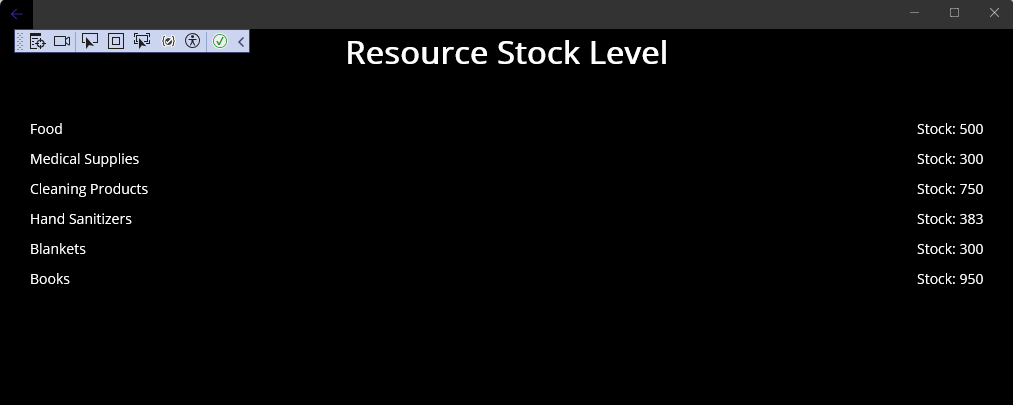 Resource Stock Level
Food Stock: 500
Medical Supplies Stock: 300
Cleaning Products Stock: 750
Hand Sanitizers Stock: 383
Blankets Stock: 300
Books Stock: 950